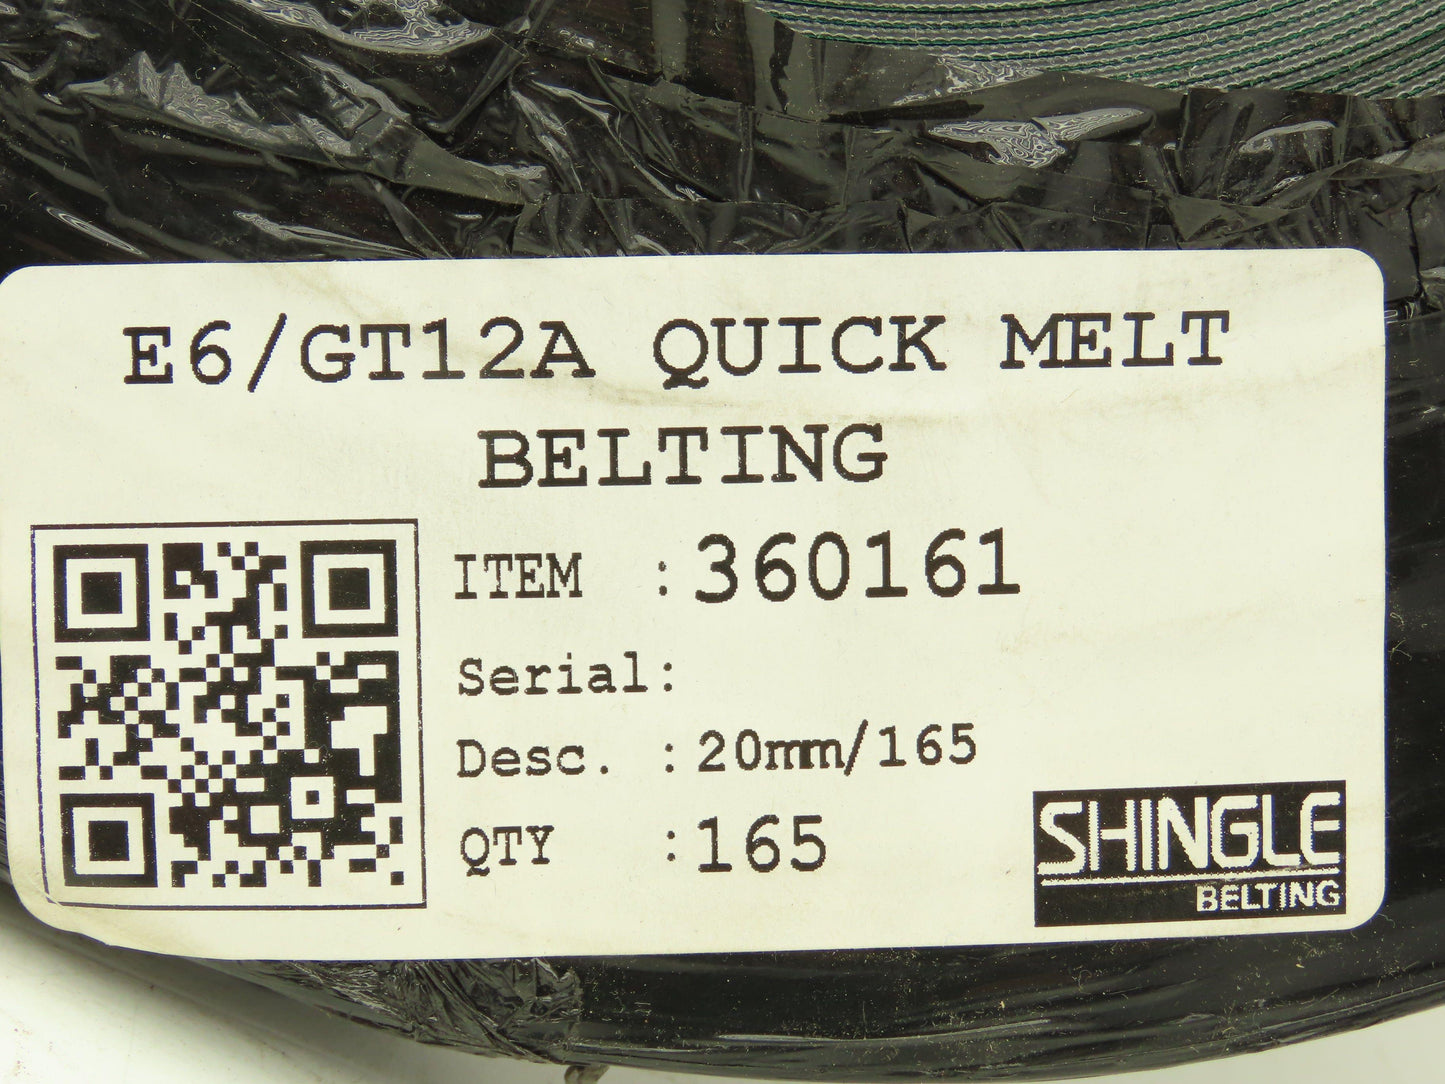 E6/GT12A QUICK MELT
BELTING
ITEM :360161
Serial:
Desc. :20mm/165
QTY :165
SHINGLE
BELTING